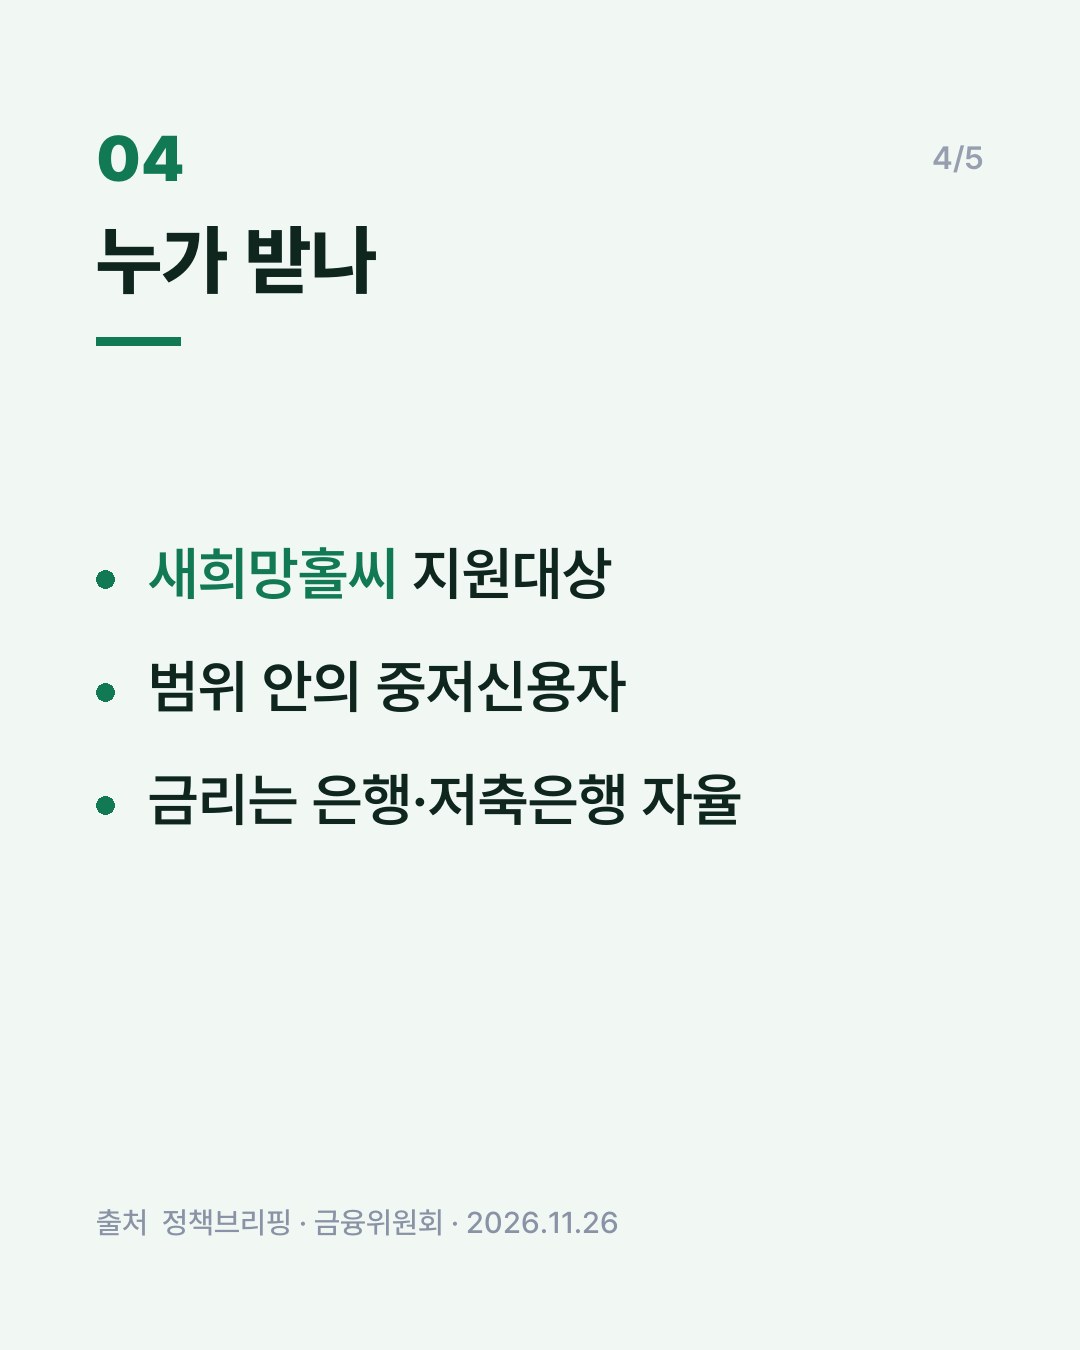 04
4/5
누가 받나
새희망홀씨 지원대상
범위 안의 중저신용자
금리는 은행·저축은행 자율
출처 정책브리핑 · 금융위원회 · 2026.11.26